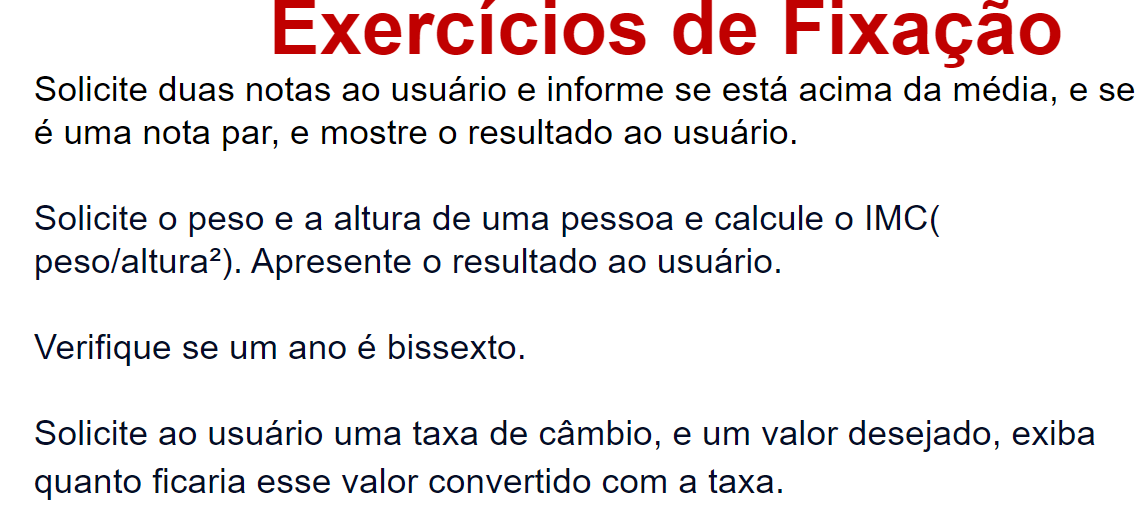 Exercícios de Fixação
Solicite duas notas ao usuário e informe se está acima da média, e se
é uma nota par, e mostre o resultado ao usuário.
Solicite o peso e a altura de uma pessoa e calcule o IMC(
peso/altura²). Apresente o resultado ao usuário.
Verifique se um ano é bissexto.
Solicite ao usuário uma taxa de câmbio, e um valor desejado, exiba
quanto ficaria esse valor convertido com a taxa.